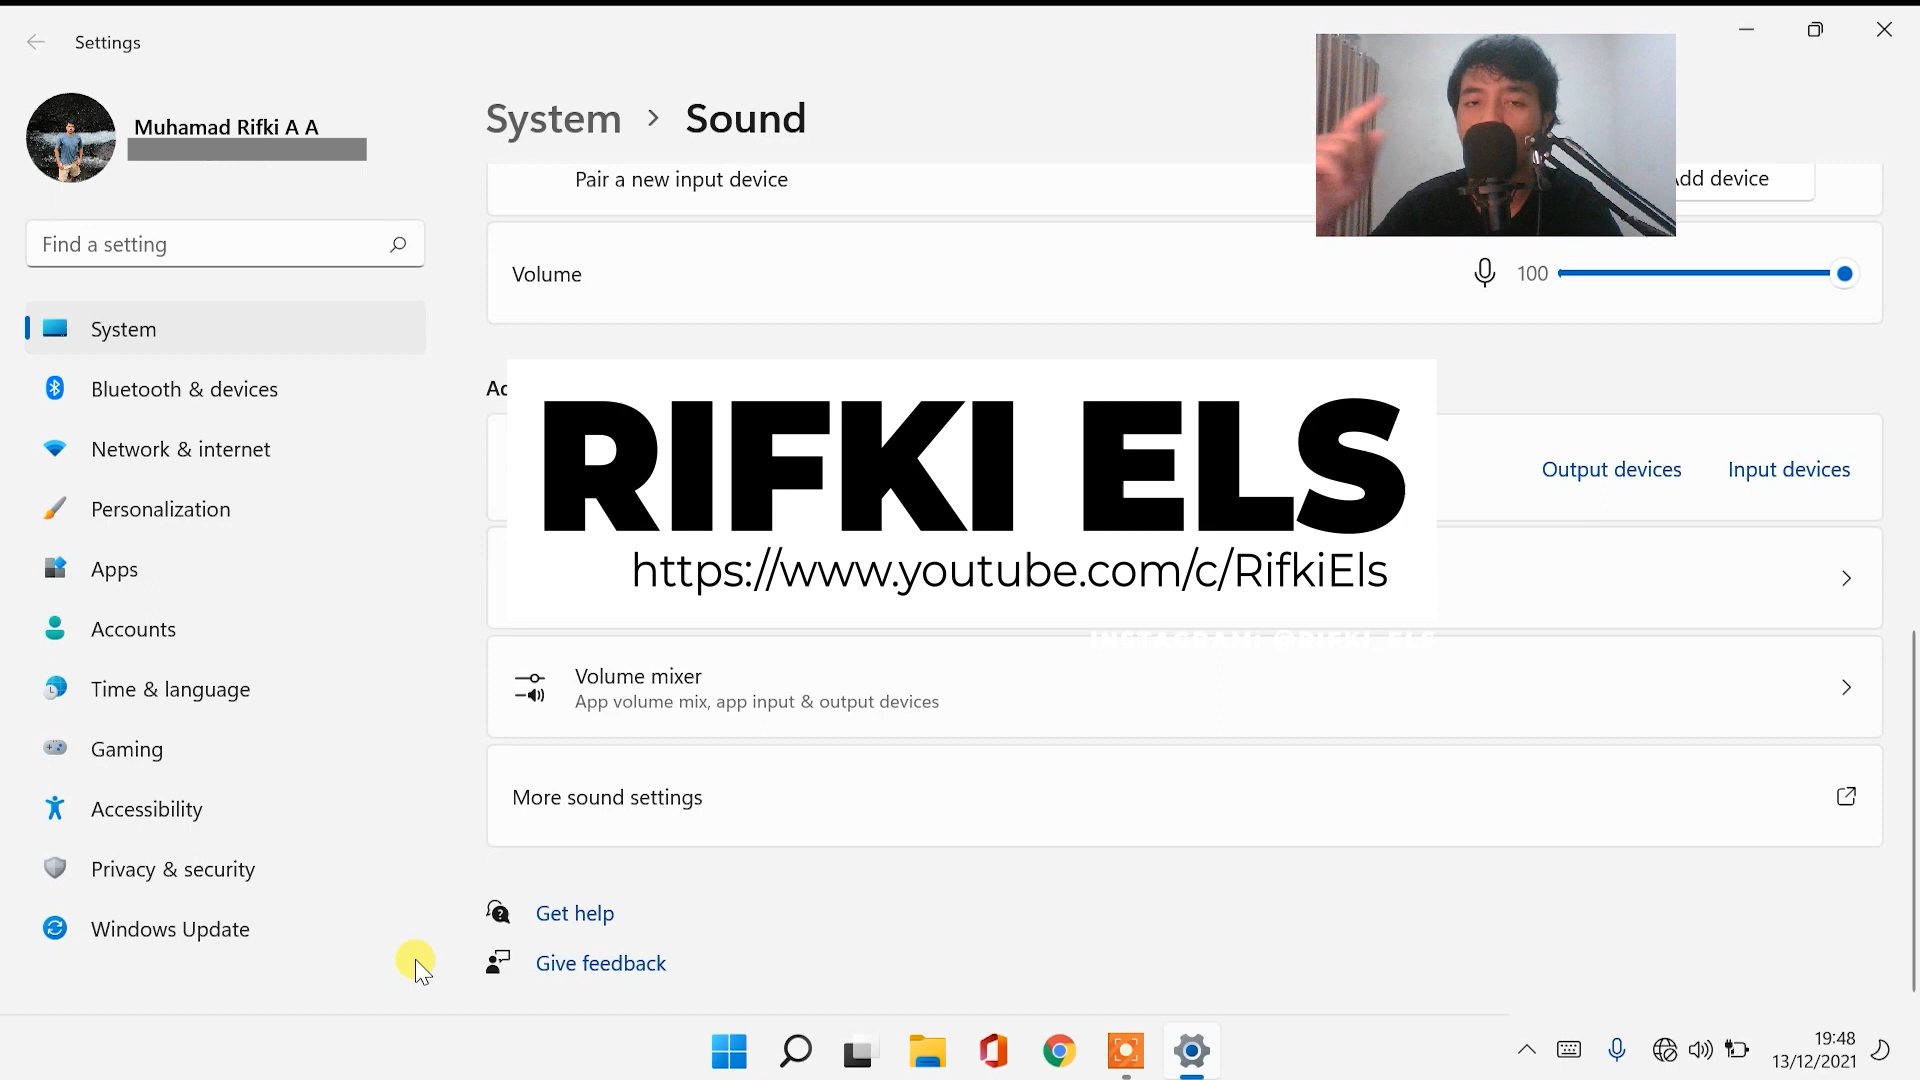 Settings
Muhamad Rifki A A
Find a setting
System
Bluetooth & devices
Network & internet
Personalization
Apps
Accounts
Time & language
Gaming
Accessibility
Privacy & security
Windows Update
System > Sound
Pair a new input device
dd device
Volume
100
RIFKI ELS
https://www.youtube.com/c/RifkiEls
INSTAGRAM: @RIFKI_ELS
Output devices
Input devices
Volume mixer
App volume mix, app input & output devices
More sound settings
Get help
Give feedback
19:48
13/12/2021